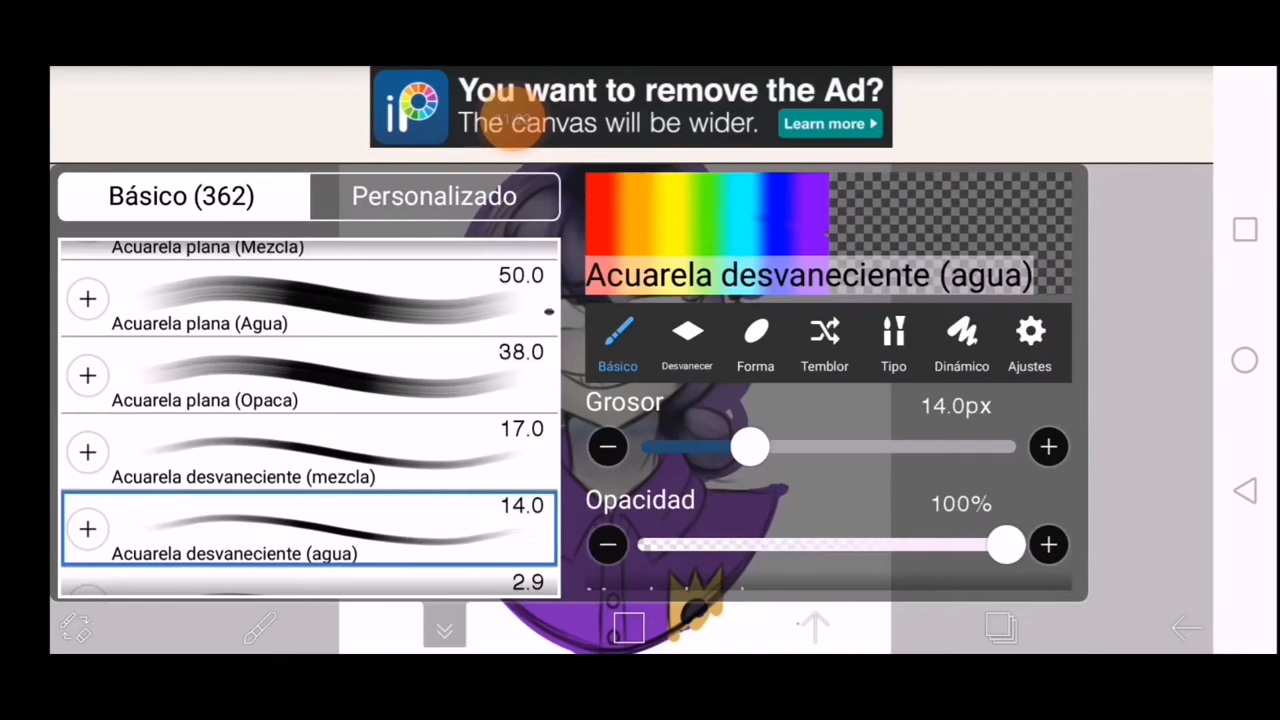 iP
You want to remove the Ad?
The canvas will be wider.
Learn more
Básico (362)
Personalizado
Acuarela plana (Mezcla)
50.0
Acuarela plana (Agua)
38.0
Acuarela plana (Opaca)
17.0
Acuarela desvaneciente (mezcla)
14.0
Acuarela desvaneciente (agua)
2.9
Acuarela desvaneciente (agua)
Básico
Desvanecer
Forma
Temblor
Tipo
Dinámico
Ajustes
Grosor
14.0px
Opacidad
100%